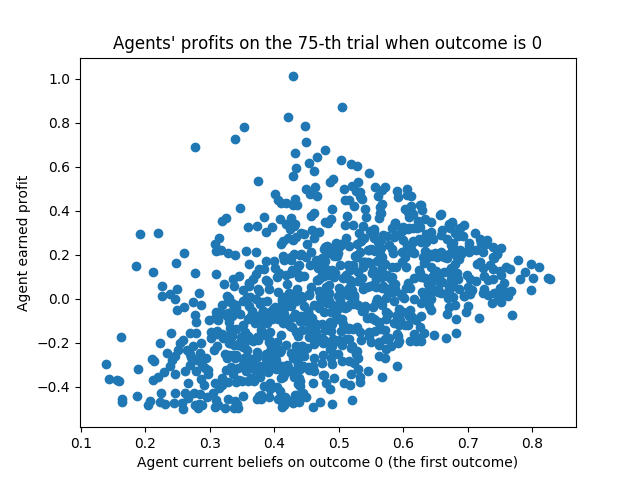 Agents' profits on the 75-th trial when outcome is 0
1.0
0.8
0.6
0.4
0.2
0.0
−0.2
−0.4
Agent earned profit
0.1 0.2 0.3 0.4 0.5 0.6 0.7 0.8
Agent current beliefs on outcome 0 (the first outcome)